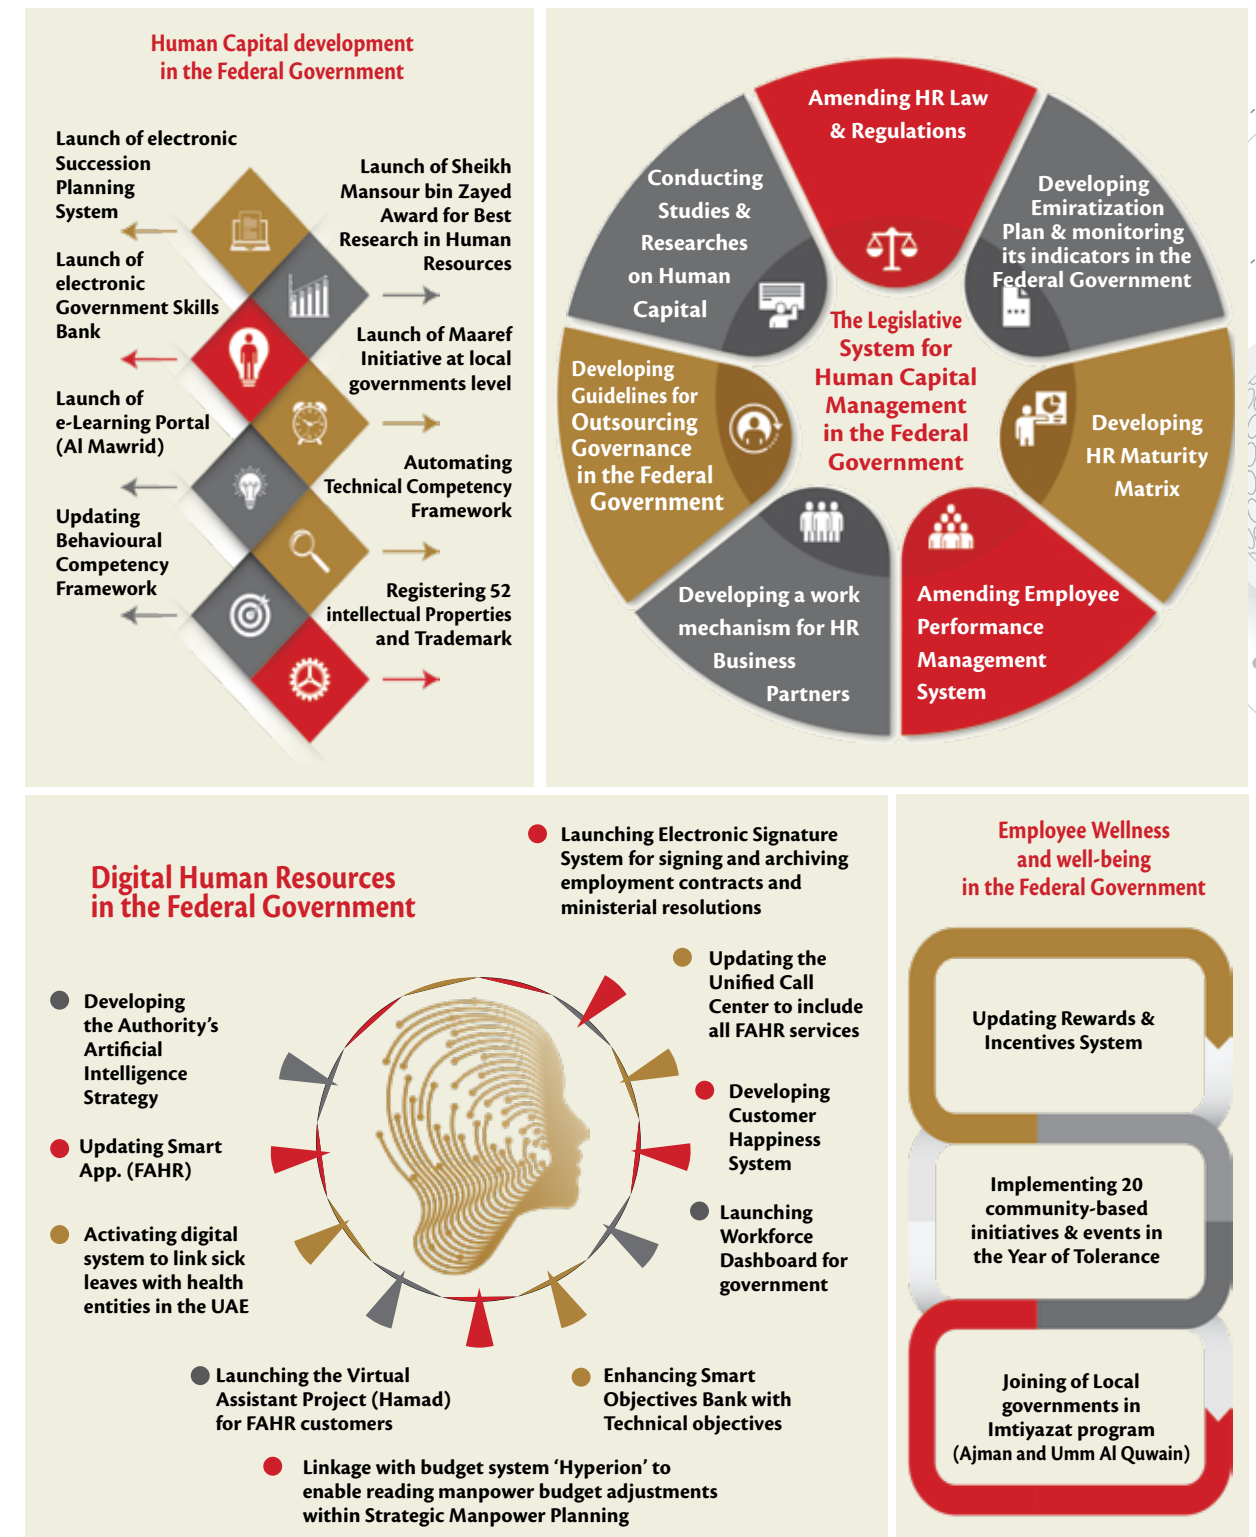 Human Capital development
in the Federal Government
Launch of electronic
Succession
Planning
System
Launch of
electronic
Government Skills
Bank
Launch of
e-Learning Portal
(Al Mawrid)
Updating
Behavioural
Competency
Framework
Launch of Sheikh
Mansour bin Zayed
Award for Best
Research in Human
Resources
Launch of Maaref
Initiative at local
governments level
Automating
Technical Competency
Framework
Registering 52
intellectual Properties
and Trademark
Amending HR Law
& Regulations
Developing
Emiratization
Plan & monitoring
its indicators in the
Federal Government
Developing
HR Maturity
Matrix
Amending Employee
Performance
Management
System
Developing a work
mechanism for HR
Business
Partners
Developing
Guidelines for
Outsourcing
Governance
in the Federal
Government
Conducting
Studies &
Researches
on Human
Capital
The Legislative
System for
Human Capital
Management
in the Federal
Government
Digital Human Resources
in the Federal Government
Launching Electronic Signature
System for signing and archiving
employment contracts and
ministerial resolutions
Updating the
Unified Call
Center to include
all FAHR services
Developing
Customer
Happiness
System
Launching
Workforce
Dashboard for
government
Enhancing Smart
Objectives Bank with
Technical objectives
Linkage with budget system ‘Hyperion’ to
enable reading manpower budget adjustments
within Strategic Manpower Planning
Launching the Virtual
Assistant Project (Hamad)
for FAHR customers
Activating digital
system to link sick
leaves with health
entities in the UAE
Updating Smart
App. (FAHR)
Developing
the Authority’s
Artificial
Intelligence
Strategy
Employee Wellness
and well-being
in the Federal Government
Updating Rewards &
Incentives System
Implementing 20
community-based
initiatives & events in
the Year of Tolerance
Joining of Local
governments in
Imtiyazat program
(Ajman and Umm Al Quwain)